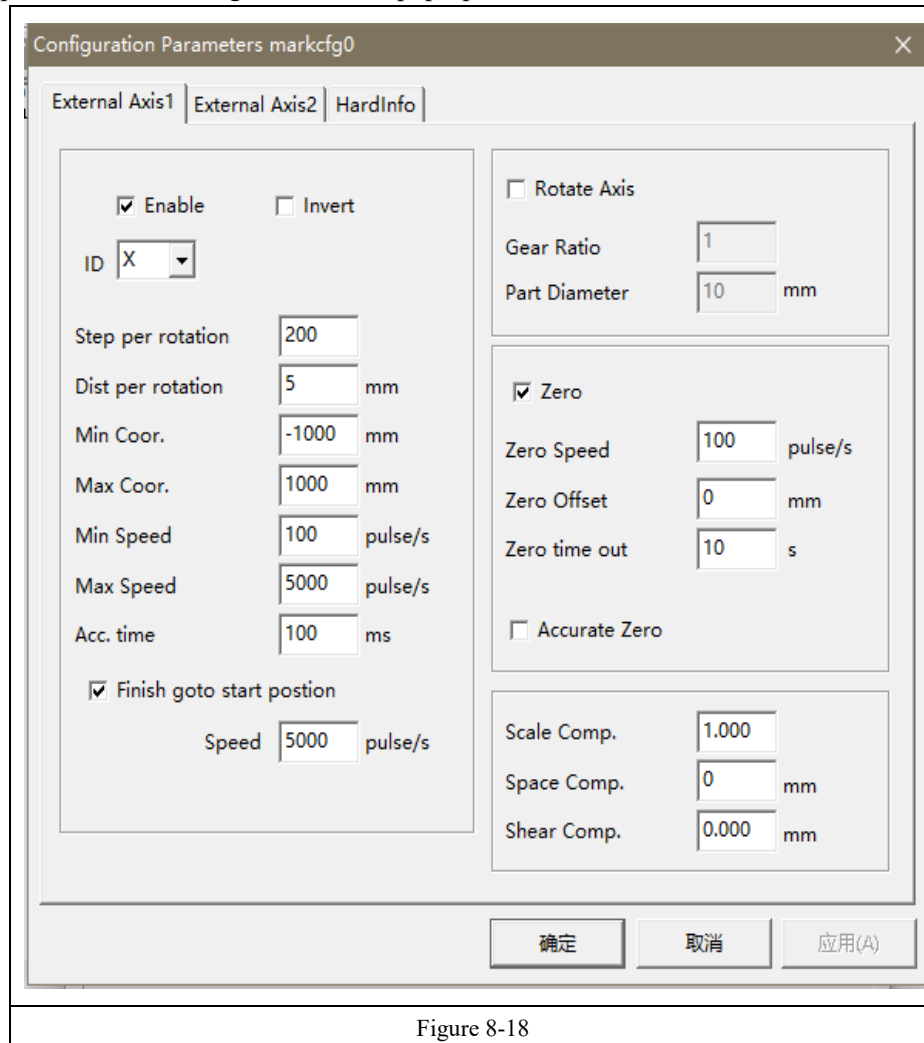 Configuration Parameters markcfg0
External Axis1 External Axis2 HardInfo
Enable Invert
ID X
Step per rotation 200
Dist per rotation 5 mm
Min Coor. -1000 mm
Max Coor. 1000 mm
Min Speed 100 pulse/s
Max Speed 5000 pulse/s
Acc. time 100 ms
Finish goto start postion
Speed 5000 pulse/s
Rotate Axis
Gear Ratio 1
Part Diameter 10 mm
Zero
Zero Speed 100 pulse/s
Zero Offset 0 mm
Zero time out 10 s
Accurate Zero
Scale Comp. 1.000
Space Comp. 0 mm
Shear Comp. 0.000 mm
确定 取消 应用(A)
Figure 8-18